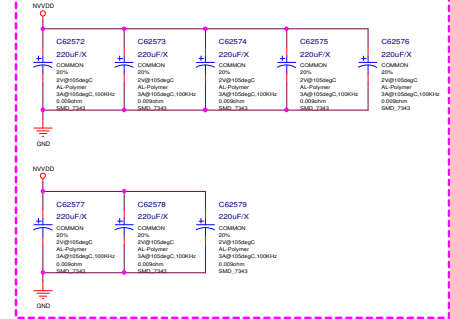 NVVDD
C62572
220uF/X
COMMON
20%
2V@105degC
AL-Polymer
3A@105degC,100KHz
0.009ohm
SMD_7343
C62573
220uF/X
COMMON
20%
2V@105degC
AL-Polymer
3A@105degC,100KHz
0.009ohm
SMD_7343
C62574
220uF/X
COMMON
20%
2V@105degC
AL-Polymer
3A@105degC,100KHz
0.009ohm
SMD_7343
C62575
220uF/X
COMMON
20%
2V@105degC
AL-Polymer
3A@105degC,100KHz
0.009ohm
SMD_7343
C62576
220uF/X
COMMON
20%
2V@105degC
AL-Polymer
3A@105degC,100KHz
0.009ohm
SMD_7343
GND
NVVDD
C62577
220uF/X
COMMON
20%
2V@105degC
AL-Polymer
3A@105degC,100KHz
0.009ohm
SMD_7343
C62578
220uF/X
COMMON
20%
2V@105degC
AL-Polymer
3A@105degC,100KHz
0.009ohm
SMD_7343
C62579
220uF/X
COMMON
20%
2V@105degC
AL-Polymer
3A@105degC,100KHz
0.009ohm
SMD_7343
GND